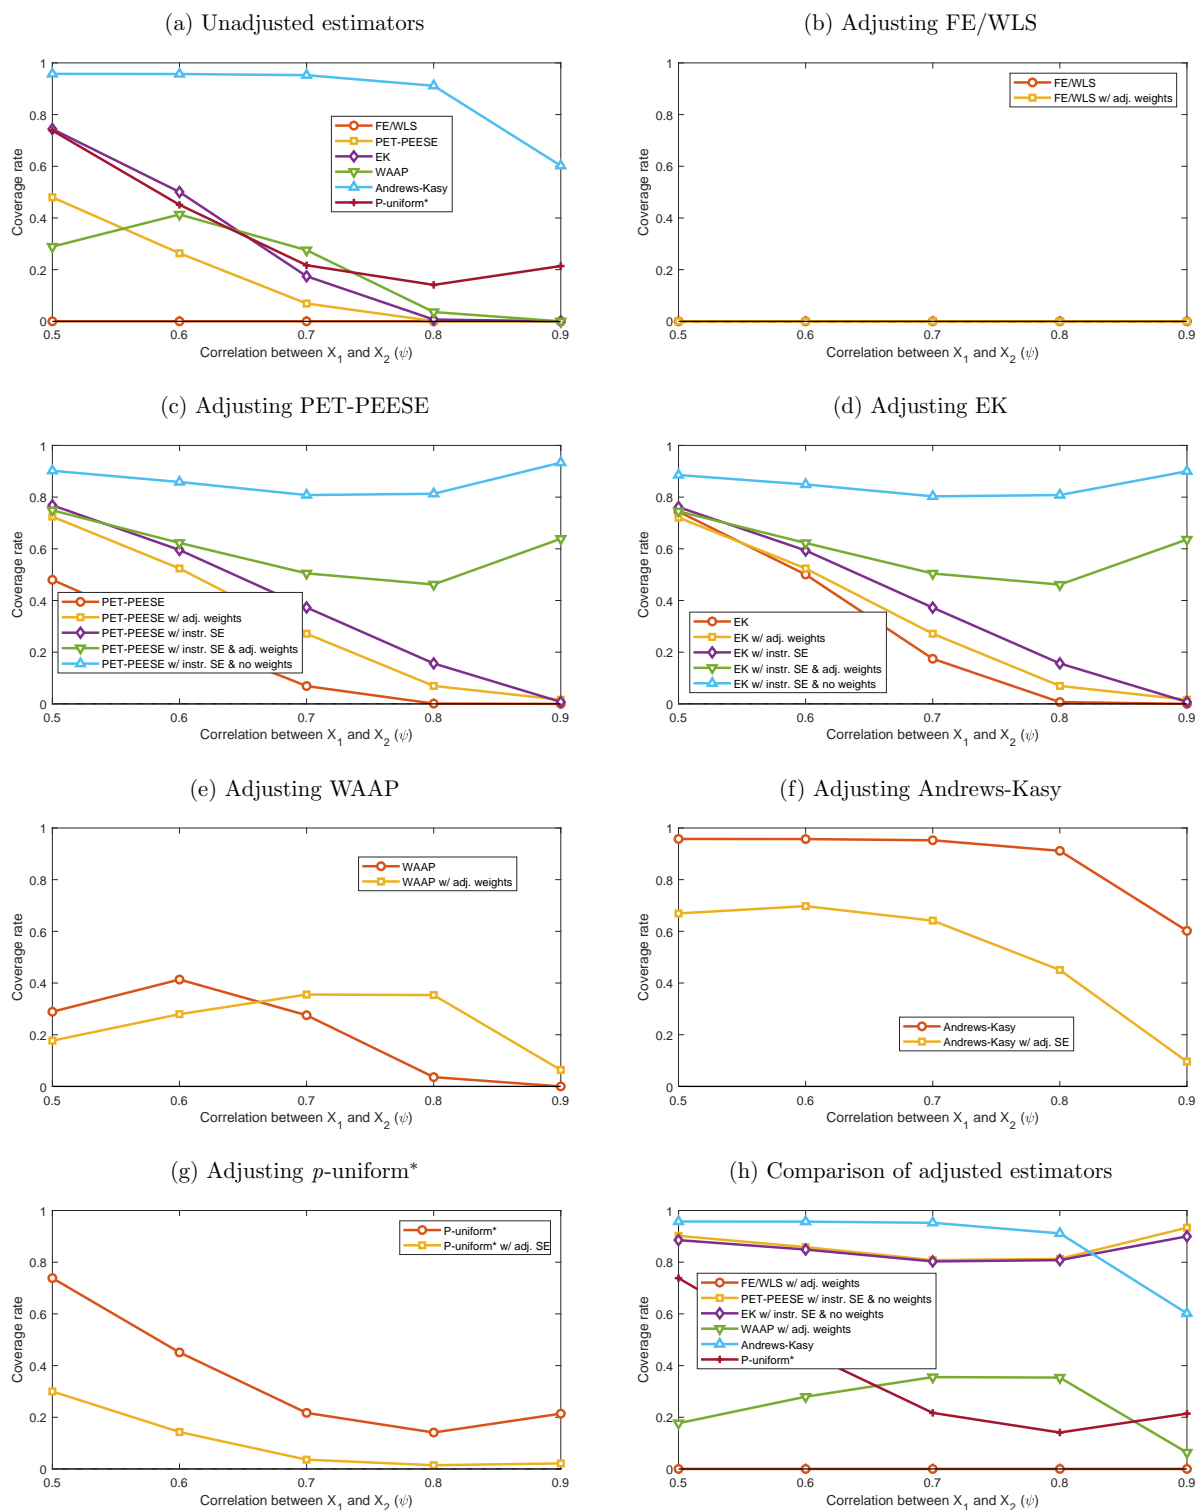 (a) Unadjusted estimators
1
0.8
0.6
0.4
0.2
0
Coverage rate
FE/WLS
PET-PEESE
EK
WAAP
Andrews-Kasy
P-uniform*
0.5 0.6 0.7 0.8 0.9
Correlation between X1 and X2 (ψ)
(b) Adjusting FE/WLS
1
0.8
0.6
0.4
0.2
0
Coverage rate
FE/WLS
FE/WLS w/ adj. weights
0.5 0.6 0.7 0.8 0.9
Correlation between X1 and X2 (ψ)
(c) Adjusting PET-PEESE
1
0.8
0.6
0.4
0.2
0
Coverage rate
PET-PEESE
PET-PEESE w/ adj. weights
PET-PEESE w/ instr. SE
PET-PEESE w/ instr. SE & adj. weights
PET-PEESE w/ instr. SE & no weights
0.5 0.6 0.7 0.8 0.9
Correlation between X1 and X2 (ψ)
(d) Adjusting EK
1
0.8
0.6
0.4
0.2
0
Coverage rate
EK
EK w/ adj. weights
EK w/ instr. SE
EK w/ instr. SE & adj. weights
EK w/ instr. SE & no weights
0.5 0.6 0.7 0.8 0.9
Correlation between X1 and X2 (ψ)
(e) Adjusting WAAP
1
0.8
0.6
0.4
0.2
0
Coverage rate
WAAP
WAAP w/ adj. weights
0.5 0.6 0.7 0.8 0.9
Correlation between X1 and X2 (ψ)
(f) Adjusting Andrews-Kasy
1
0.8
0.6
0.4
0.2
0
Coverage rate
Andrews-Kasy
Andrews-Kasy w/ adj. SE
0.5 0.6 0.7 0.8 0.9
Correlation between X1 and X2 (ψ)
(g) Adjusting p-uniform*
1
0.8
0.6
0.4
0.2
0
Coverage rate
P-uniform*
P-uniform* w/ adj. SE
0.5 0.6 0.7 0.8 0.9
Correlation between X1 and X2 (ψ)
(h) Comparison of adjusted estimators
1
0.8
0.6
0.4
0.2
0
Coverage rate
FE/WLS w/ adj. weights
PET-PEESE w/ instr. SE & no weights
EK w/ instr. SE & no weights
WAAP w/ adj. weights
Andrews-Kasy
P-uniform*
0.5 0.6 0.7 0.8 0.9
Correlation between X1 and X2 (ψ)